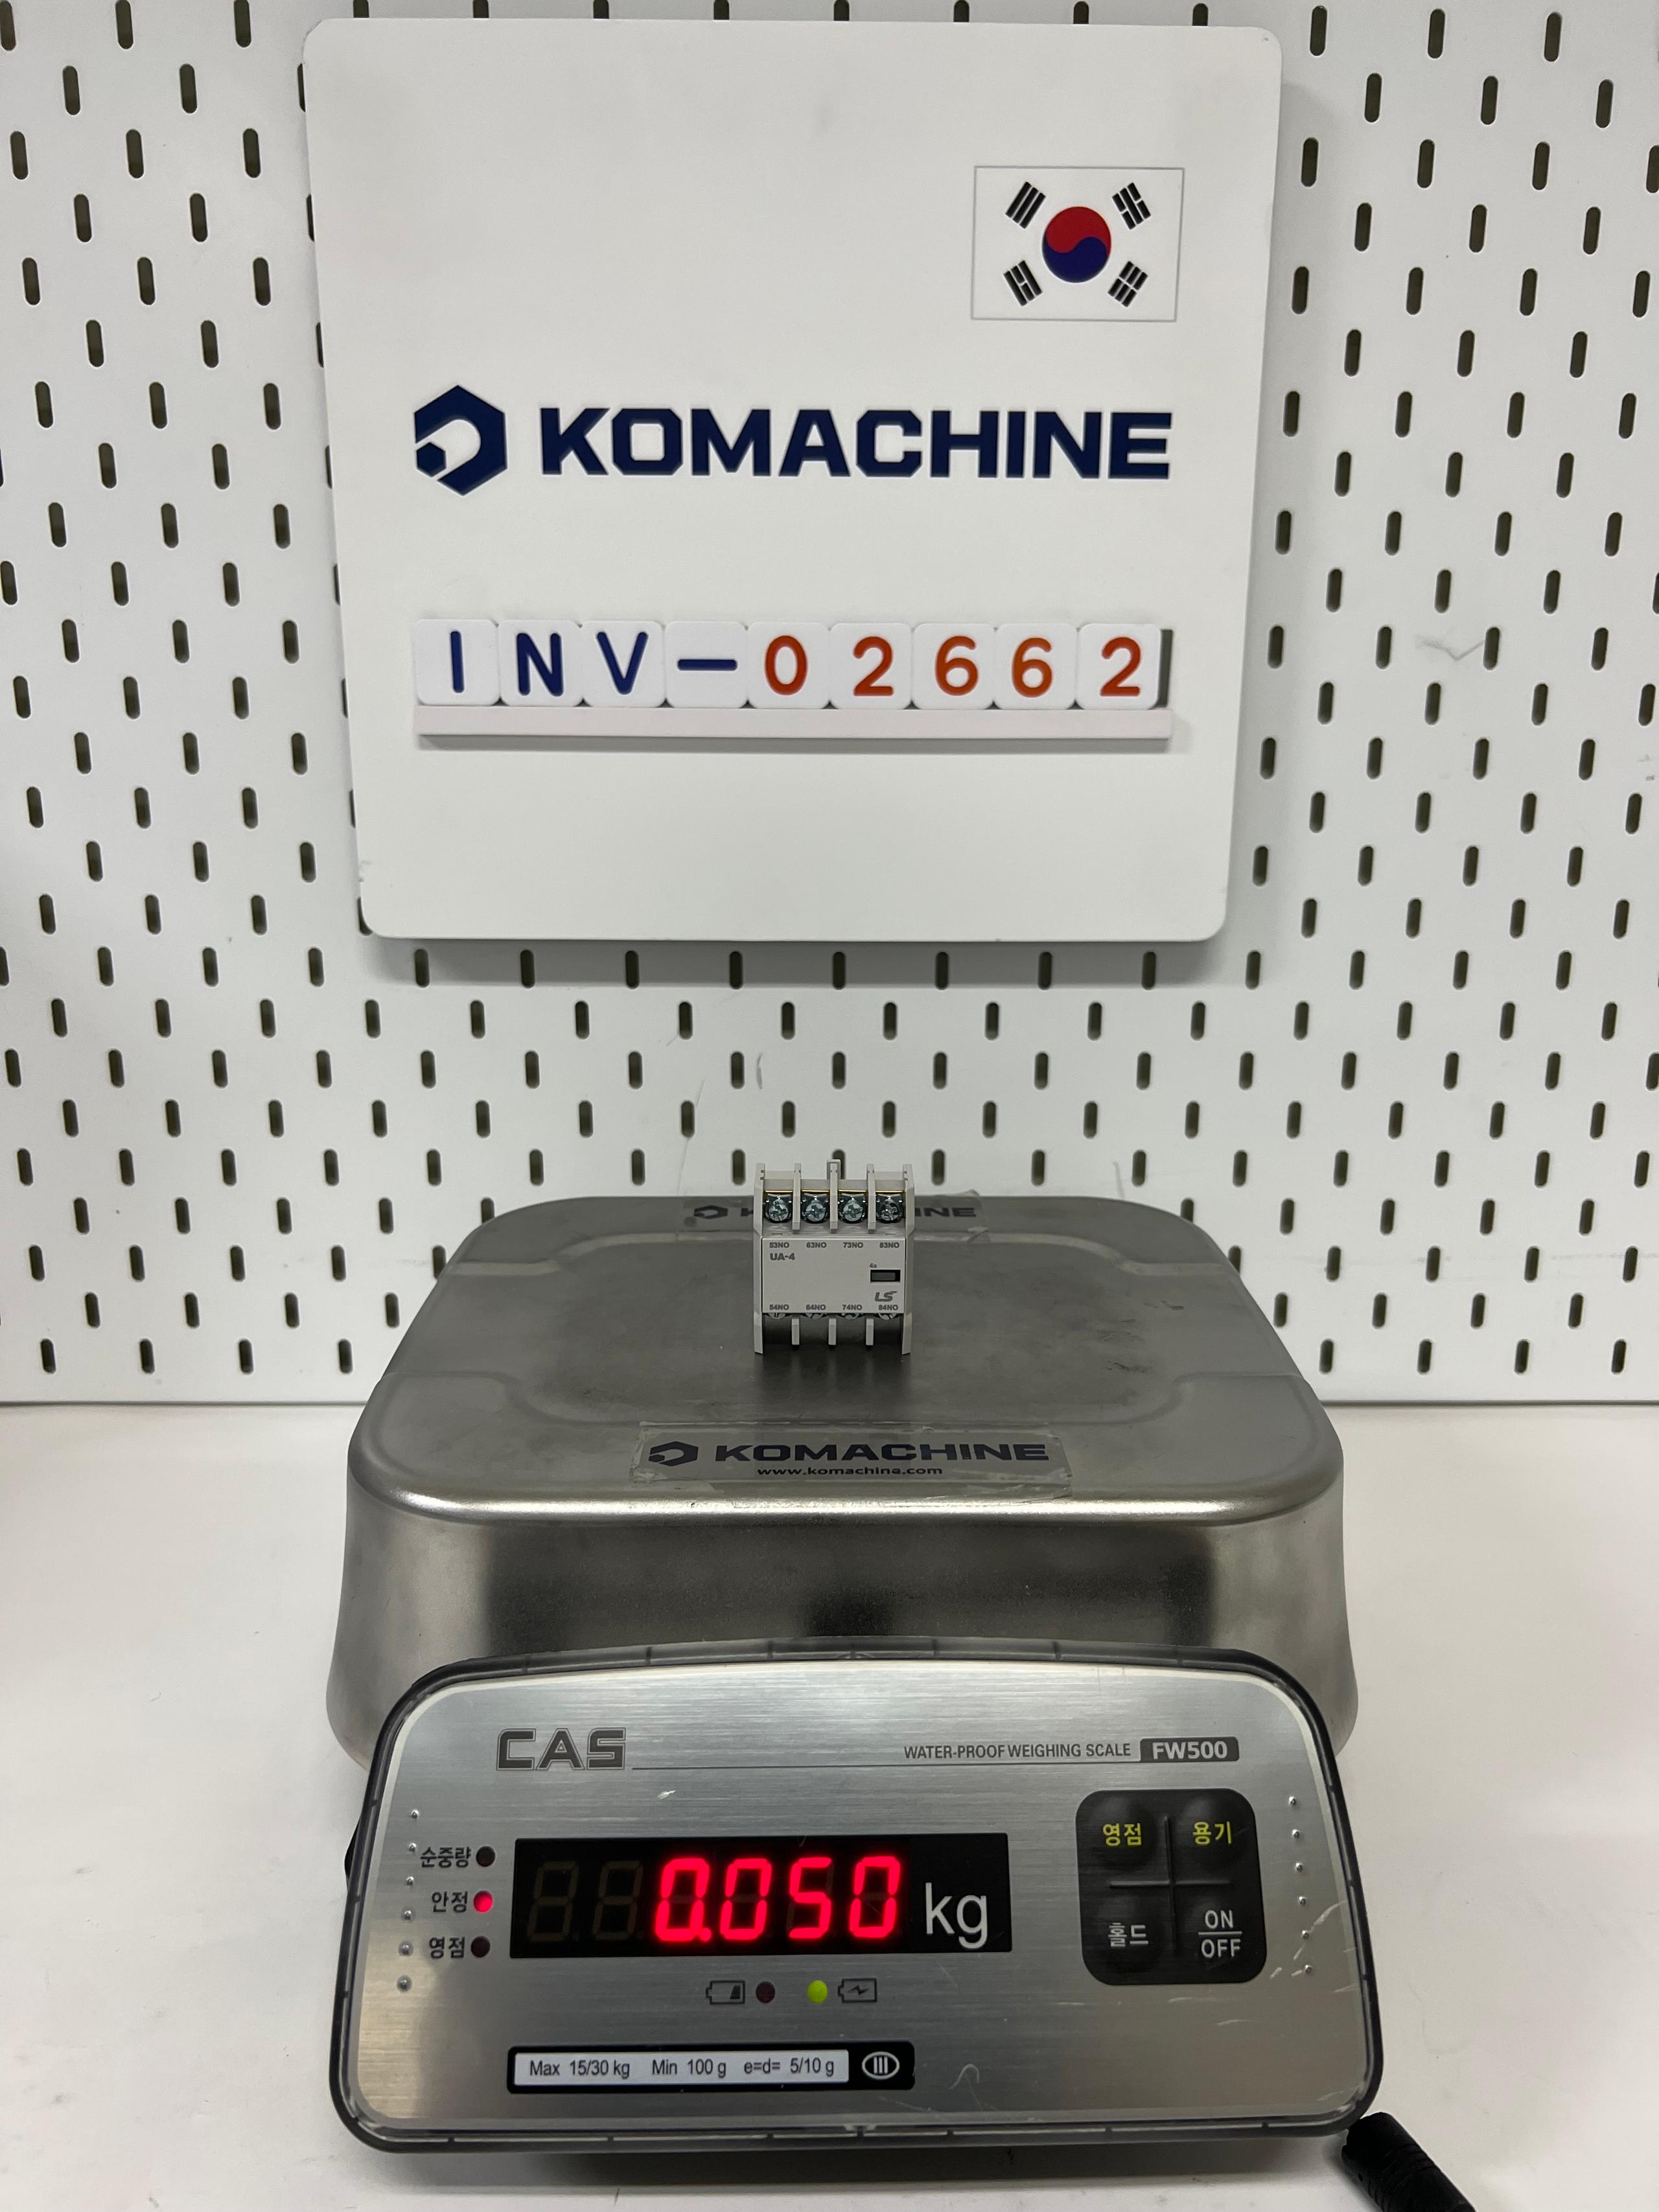 KOMACHINE
INV-02662
53NO 63NO 73NO 83NO
UA-4
4a
LS
54NO 64NO 74NO 84NO
KOMACHINE
www.komachine.com
CAS
WATER-PROOF WEIGHING SCALE FW500
순중량
안정
영점
0.050 kg
영점 용기
홀드 ON OFF
Max 15/30 kg Min 100 g e=d= 5/10 g III